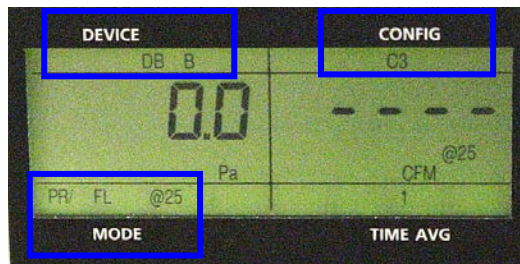 DEVICE CONFIG
DB B C3
0.0 - - - -
@25
Pa CFM
PR/ FL @25 1
MODE TIME AVG